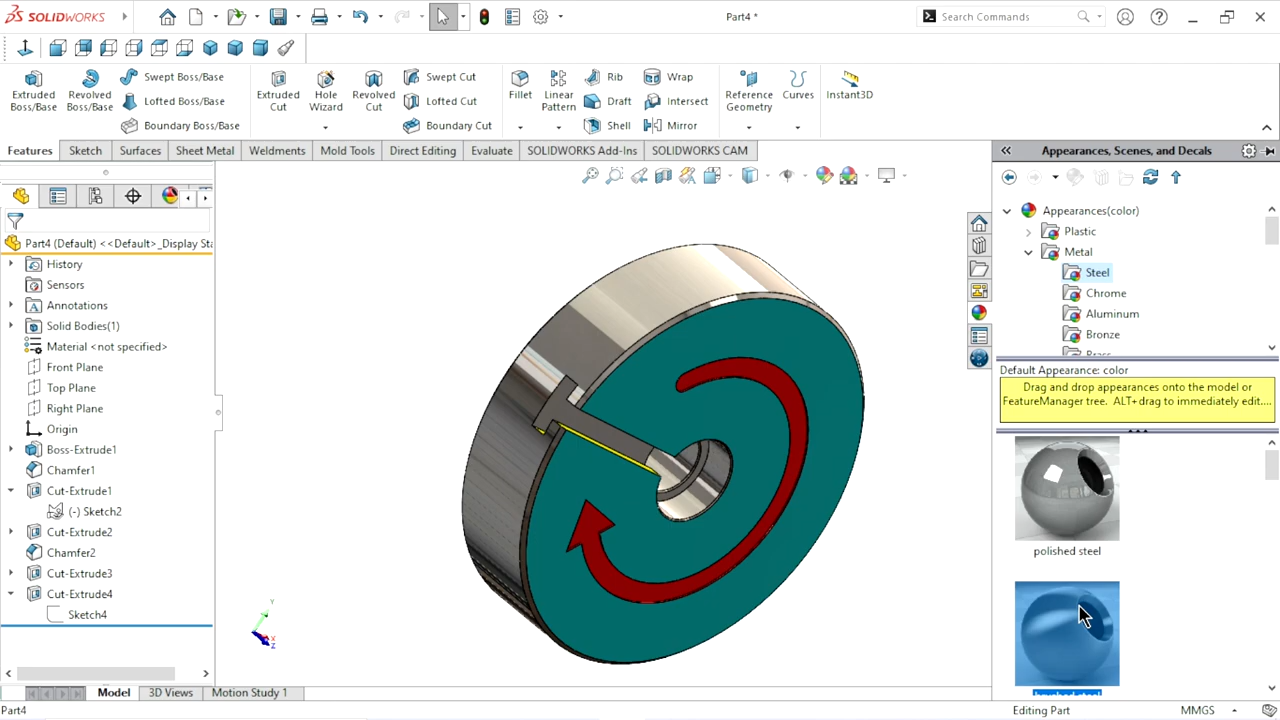 SOLIDWORKS
Part4 *
Search Commands
Extruded Boss/Base
Revolved Boss/Base
Swept Boss/Base
Lofted Boss/Base
Boundary Boss/Base
Extruded Cut
Hole Wizard
Revolved Cut
Swept Cut
Lofted Cut
Boundary Cut
Fillet
Linear Pattern
Rib
Draft
Shell
Wrap
Intersect
Mirror
Reference Geometry
Curves
Instant3D
Features
Sketch
Surfaces
Sheet Metal
Weldments
Mold Tools
Direct Editing
Evaluate
SOLIDWORKS Add-Ins
SOLIDWORKS CAM
Part4 (Default) <<Default>_Display Sta
History
Sensors
Annotations
Solid Bodies(1)
Material <not specified>
Front Plane
Top Plane
Right Plane
Origin
Boss-Extrude1
Chamfer1
Cut-Extrude1
(-) Sketch2
Cut-Extrude2
Chamfer2
Cut-Extrude3
Cut-Extrude4
Sketch4
Y
X
Z
Appearances, Scenes, and Decals
Appearances(color)
Plastic
Metal
Steel
Chrome
Aluminum
Bronze
Brass
Default Appearance: color
Drag and drop appearances onto the model or
FeatureManager tree. ALT+drag to immediately edit....
polished steel
brushed steel
Model
3D Views
Motion Study 1
Part4
Editing Part
MMGS